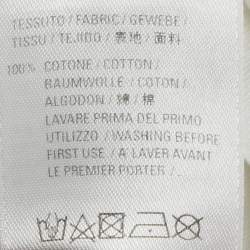 TESSUTO / FABRIC / GEWEBE /
TISSU / TEJIDO / 表地 / 面料
100% COTONE / COTTON /
BAUMWOLLE / COTON /
ALGODON / 綿 / 棉
LAVARE PRIMA DEL PRIMO
UTILIZZO / WASHING BEFORE
FIRST USE / A' LAVER AVANT
LE PREMIER PORTER /